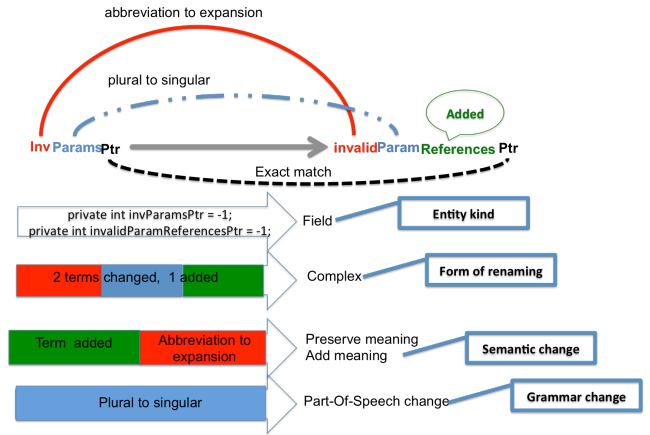 abbreviation to expansion
plural to singular
Added
Inv Params Ptr invalid Param References Ptr
Exact match
private int invParamsPtr = -1;
private int invalidParamReferencesPtr = -1;
Field
Entity kind
2 terms changed, 1 added
Complex
Form of renaming
Term added
Abbreviation to
expansion
Preserve meaning
Add meaning
Semantic change
Plural to singular
Part-Of-Speech change
Grammar change